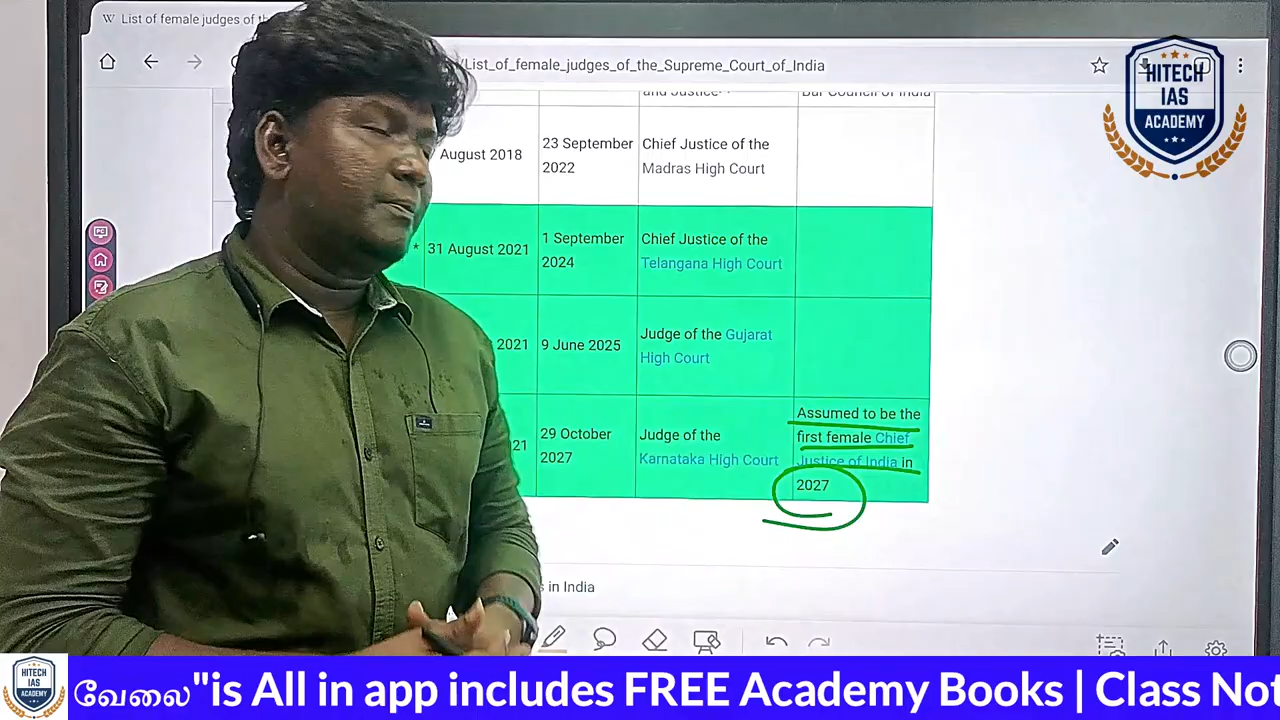 W List of female judges of th
/List_of_female_judges_of_the_Supreme_Court_of_India
Bar Council of India
August 2018
23 September
2022
Chief Justice of the
Madras High Court
* 31 August 2021
1 September
2024
Chief Justice of the
Telangana High Court
2021
9 June 2025
Judge of the Gujarat
High Court
21
29 October
2027
Judge of the
Karnataka High Court
Assumed to be the
first female Chief
Justice of India in
2027
s in India
HITECH
IAS
ACADEMY
HITECH
IAS
ACADEMY
வேலை"is All in app includes FREE Academy Books | Class Not